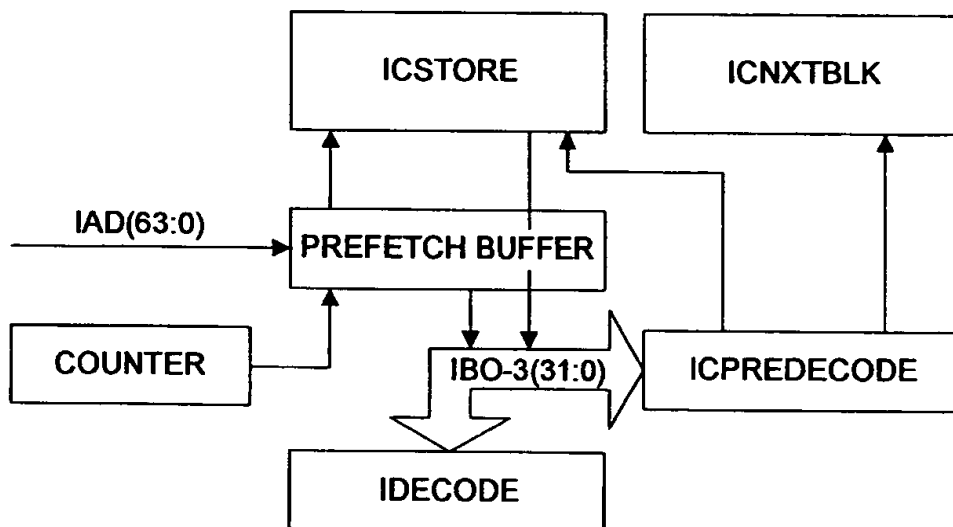 ICSTORE
ICNXTBLK
IAD(63:0)
PREFETCH BUFFER
COUNTER
IBO-3(31:0)
ICPREDECODE
IDECODE